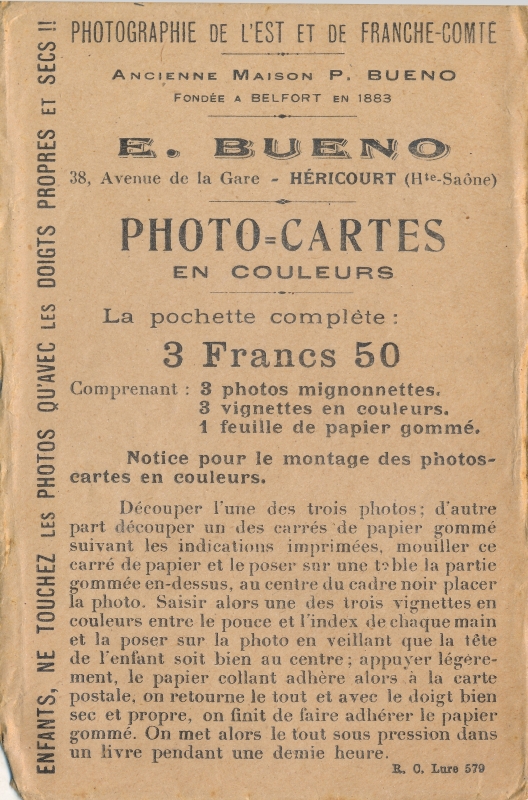 PHOTOGRAPHIE DE L'EST ET DE FRANCHE-COMTÉ
ANCIENNE MAISON P. BUENO
FONDÉE A BELFORT EN 1883
E. BUENO
38, Avenue de la Gare - HÉRICOURT (Hte-Saône)
PHOTO=CARTES
EN COULEURS
La pochette complète :
3 Francs 50
Comprenant : 3 photos mignonnettes.
3 vignettes en couleurs.
1 feuille de papier gommé.
Notice pour le montage des photos-
cartes en couleurs.
Découper l'une des trois photos; d'autre
part découper un des carrés de papier gommé
suivant les indications imprimées, mouiller ce
carré de papier et le poser sur une table la partie
gommée en-dessus, au centre du cadre noir placer
la photo. Saisir alors une des trois vignettes en
couleurs entre le pouce et l'index de chaque main
et la poser sur la photo en veillant que la tête
de l'enfant soit bien au centre; appuyer légère-
ment, le papier collant adhère alors à la carte
postale, on retourne le tout et avec le doigt bien
sec et propre, on finit de faire adhérer le papier
gommé. On met alors le tout sous pression dans
un livre pendant une demie heure.
R. C. Lure 579
ENFANTS, NE TOUCHEZ LES PHOTOS QU'AVEC LES DOIGTS PROPRES ET SECS !!